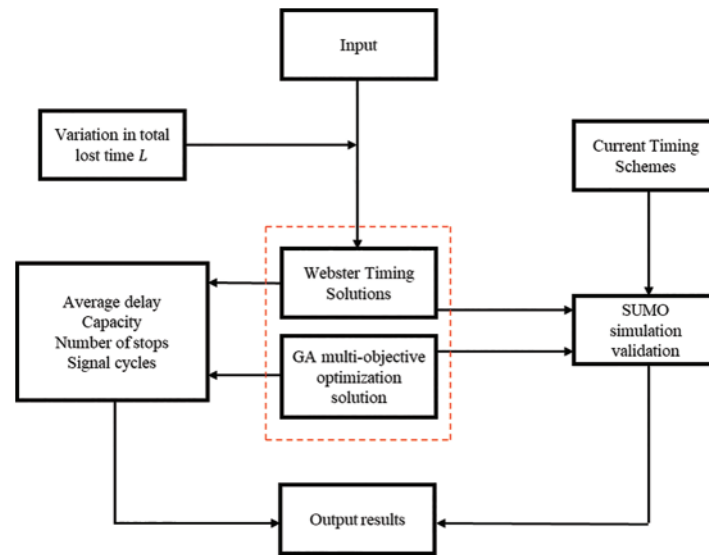 Input
Variation in total
lost time L
Current Timing
Schemes
Webster Timing
Solutions
Average delay
Capacity
Number of stops
Signal cycles
SUMO
simulation
validation
GA multi-objective
optimization
solution
Output results